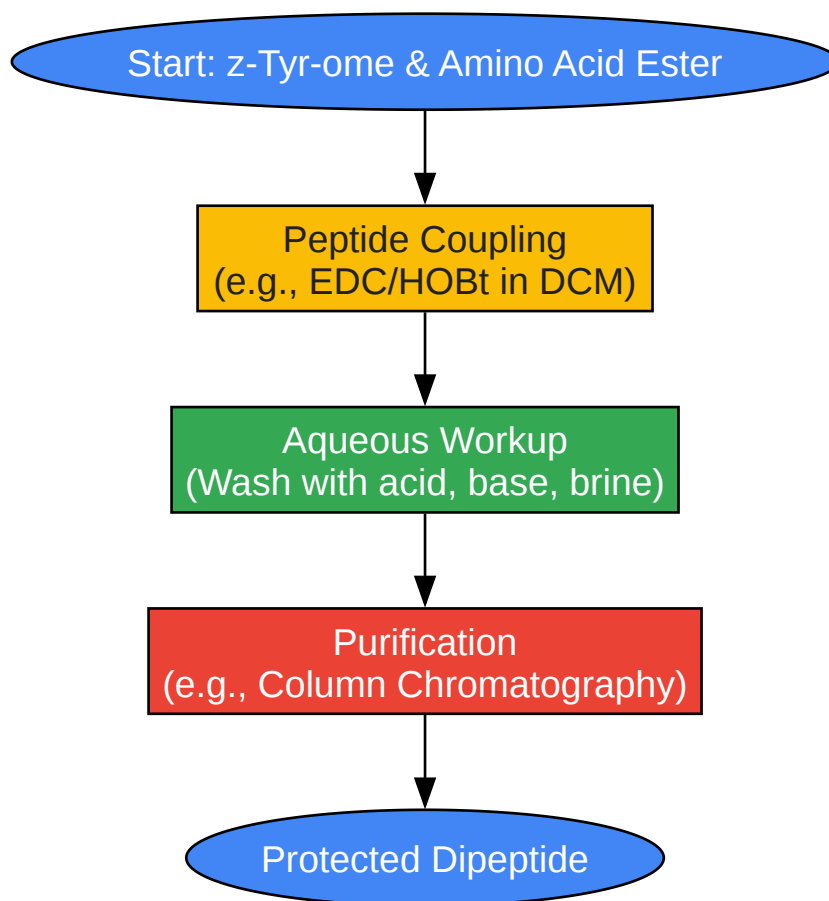 Start: z-Tyr-ome & Amino Acid Ester
Peptide Coupling
(e.g., EDC/HOBt in DCM)
Aqueous Workup
(Wash with acid, base, brine)
Purification
(e.g., Column Chromatography)
Protected Dipeptide